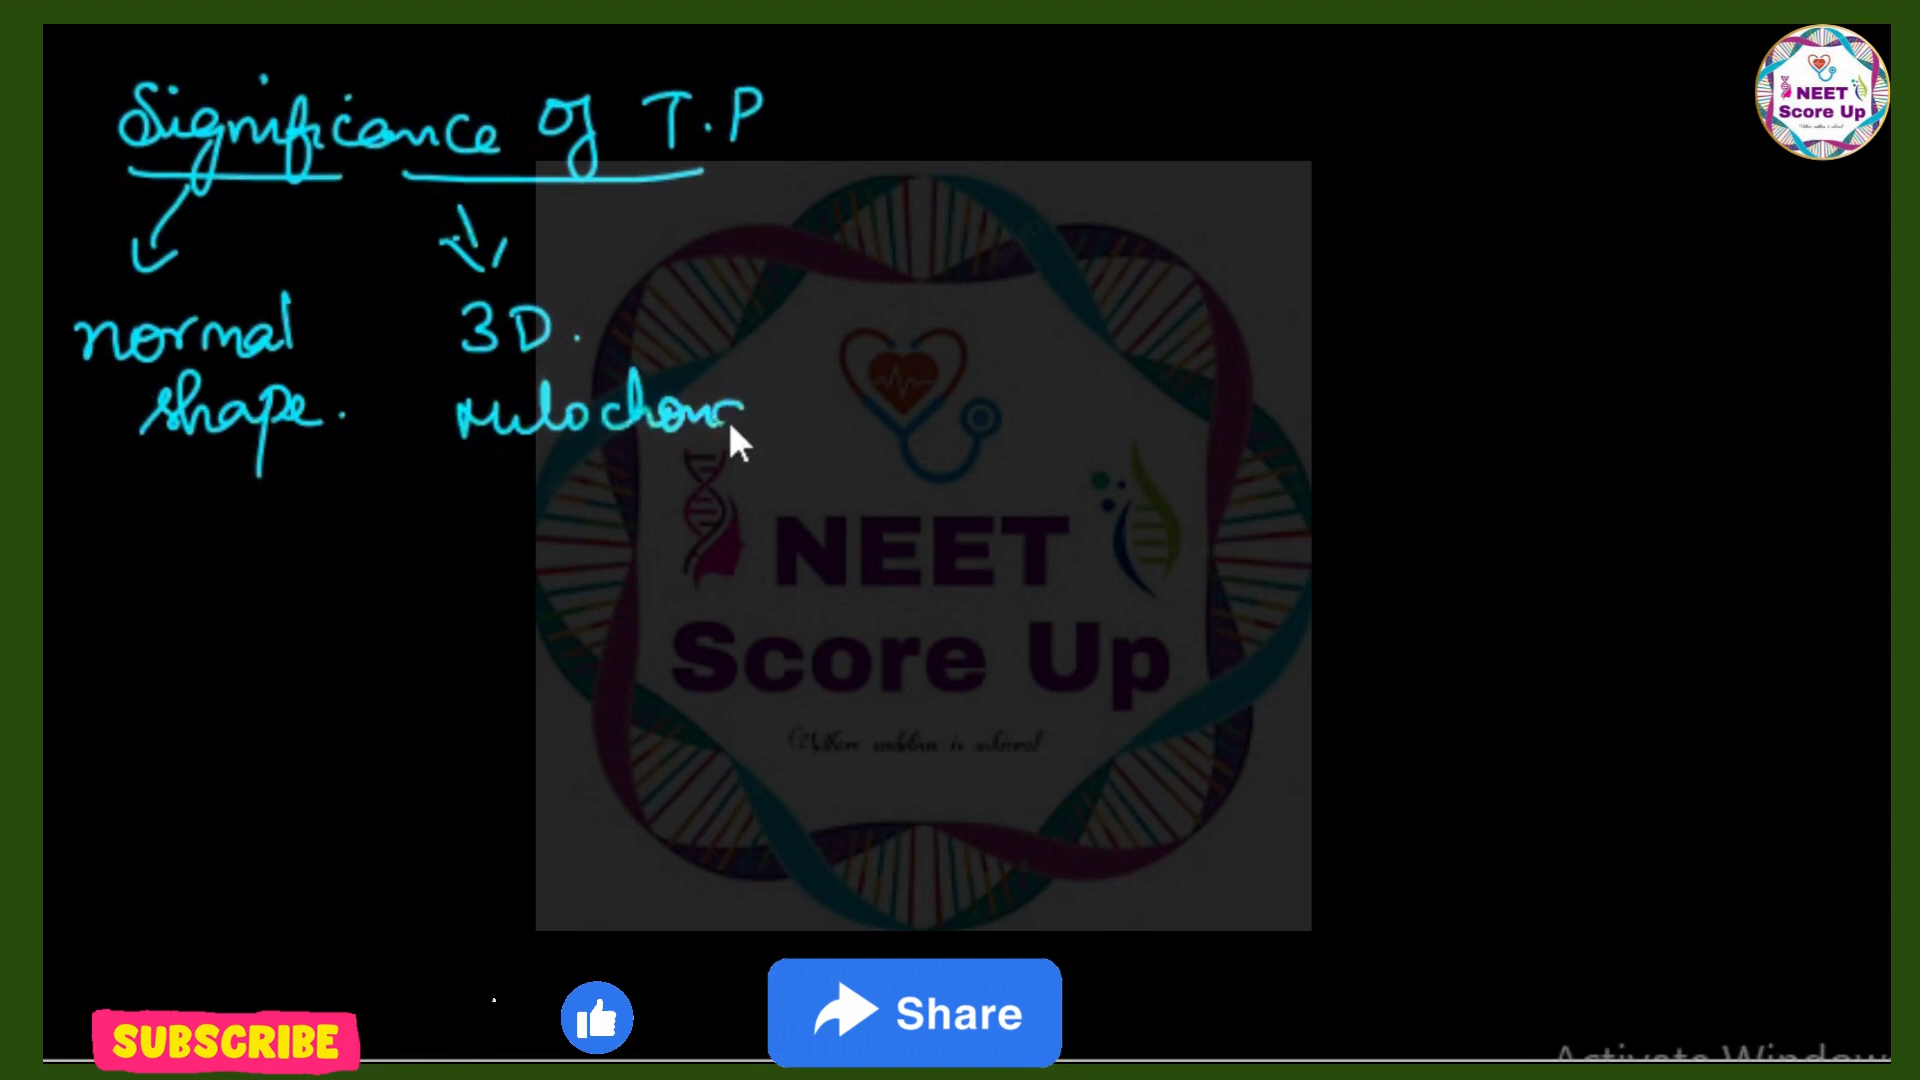 Significance of T.P
normal 3D.
shape.
NEET
Score Up
NEET
Score Up
SUBSCRIBE
Share